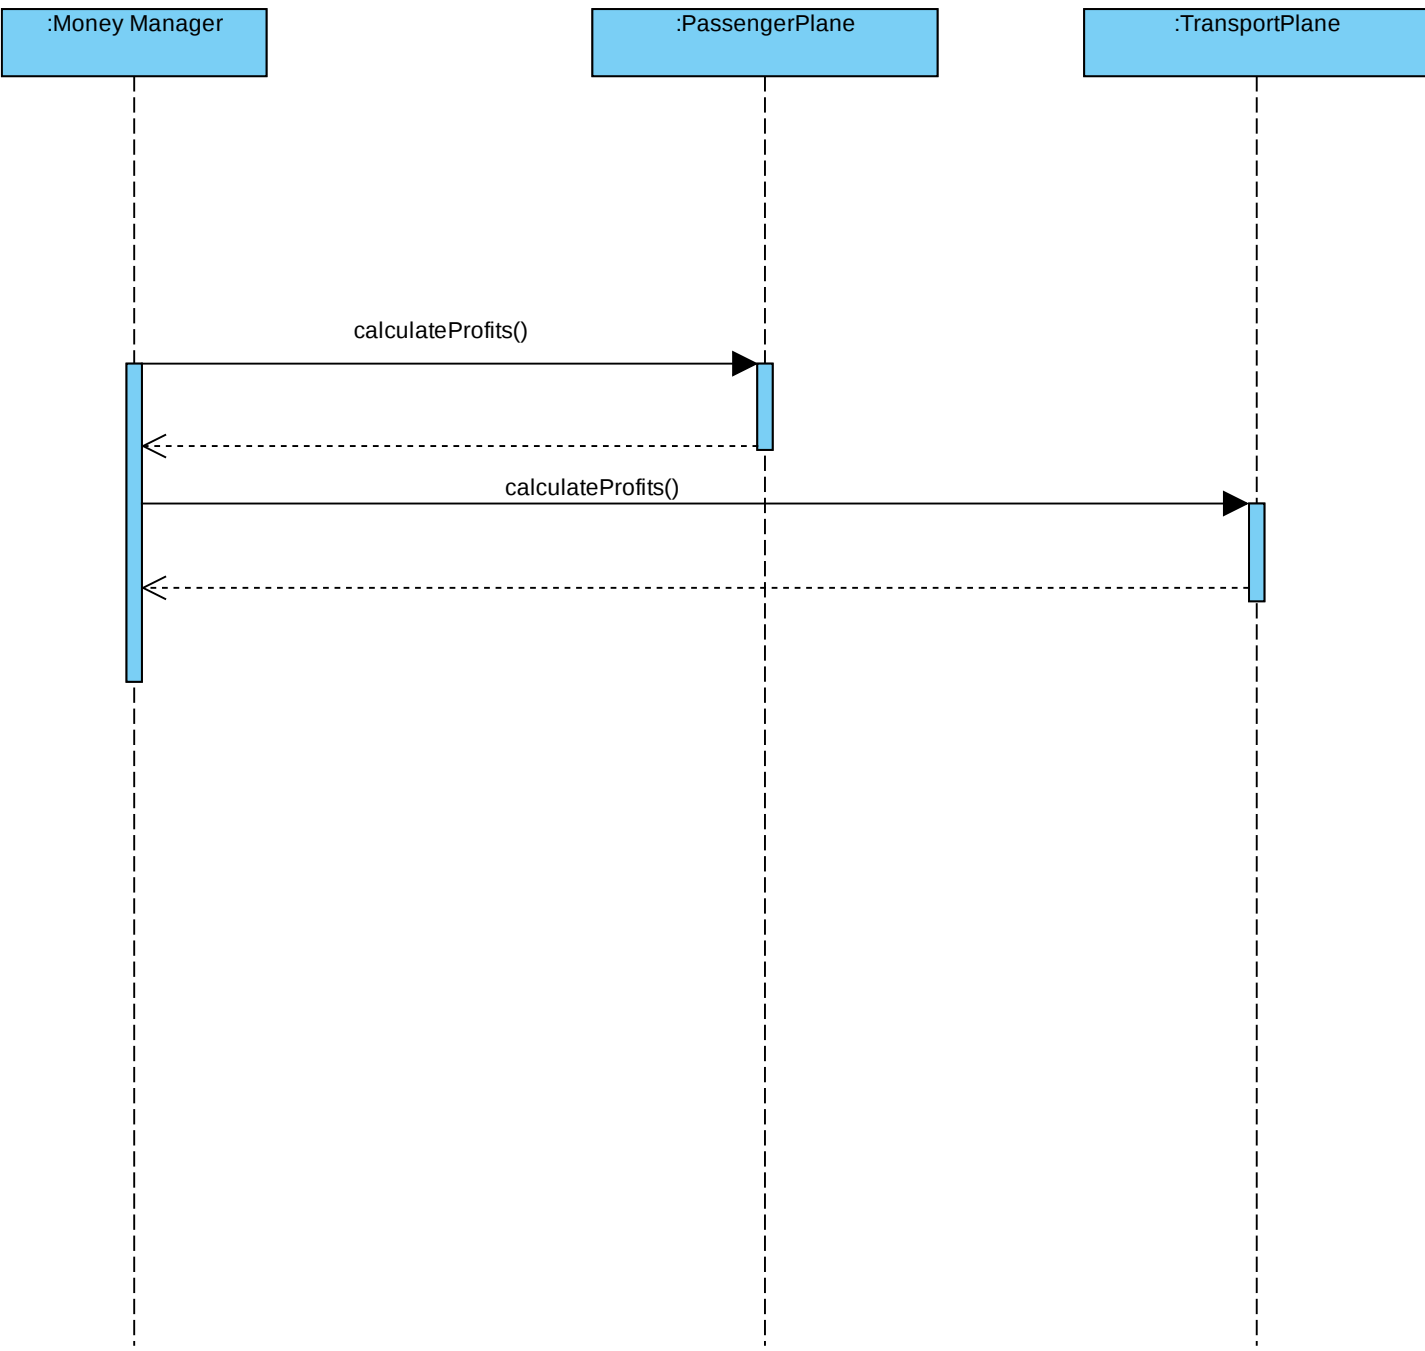 :Money Manager
:PassengerPlane
:TransportPlane
calculateProfits()
calculateProfits()